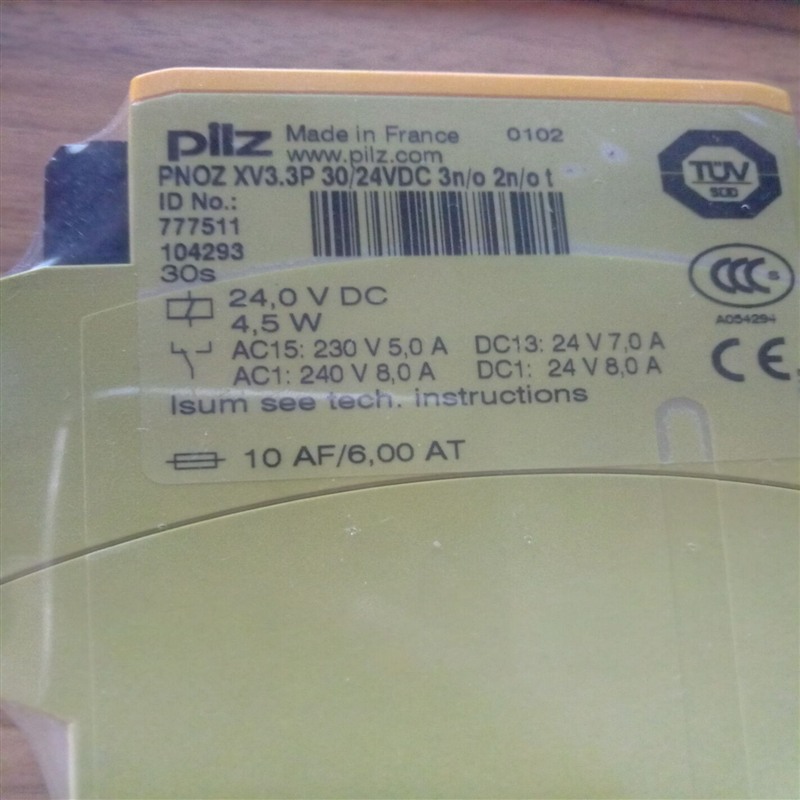 pilz Made in France 0102
www.pilz.com
PNOZ XV3.3P 30/24VDC 3n/o 2n/o t
ID No.:
777511
104293
30s
24,0 V DC
4,5 W
AC15: 230 V 5,0 A DC13: 24 V 7,0 A
AC1: 240 V 8,0 A DC1: 24 V 8,0 A
Isum see tech. instructions
10 AF/6,00 AT
TÜV
SÜD
CCC S
A054294
CE